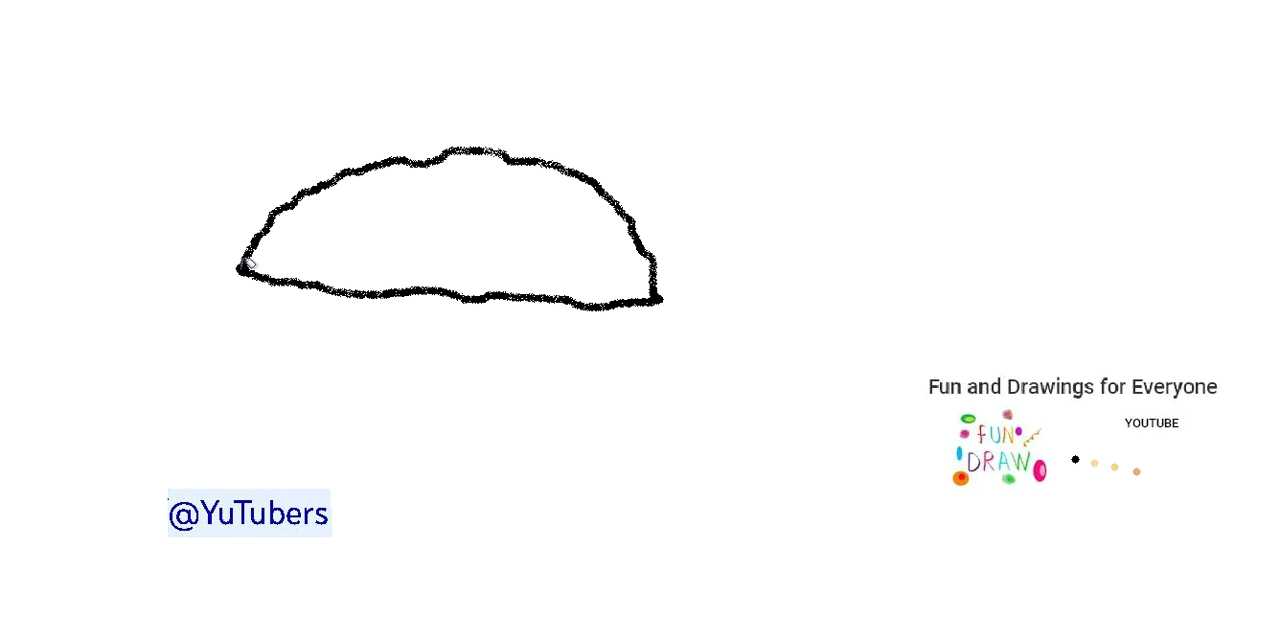 Fun and Drawings for Everyone
YOUTUBE
FUN
DRAW
@YuTubers